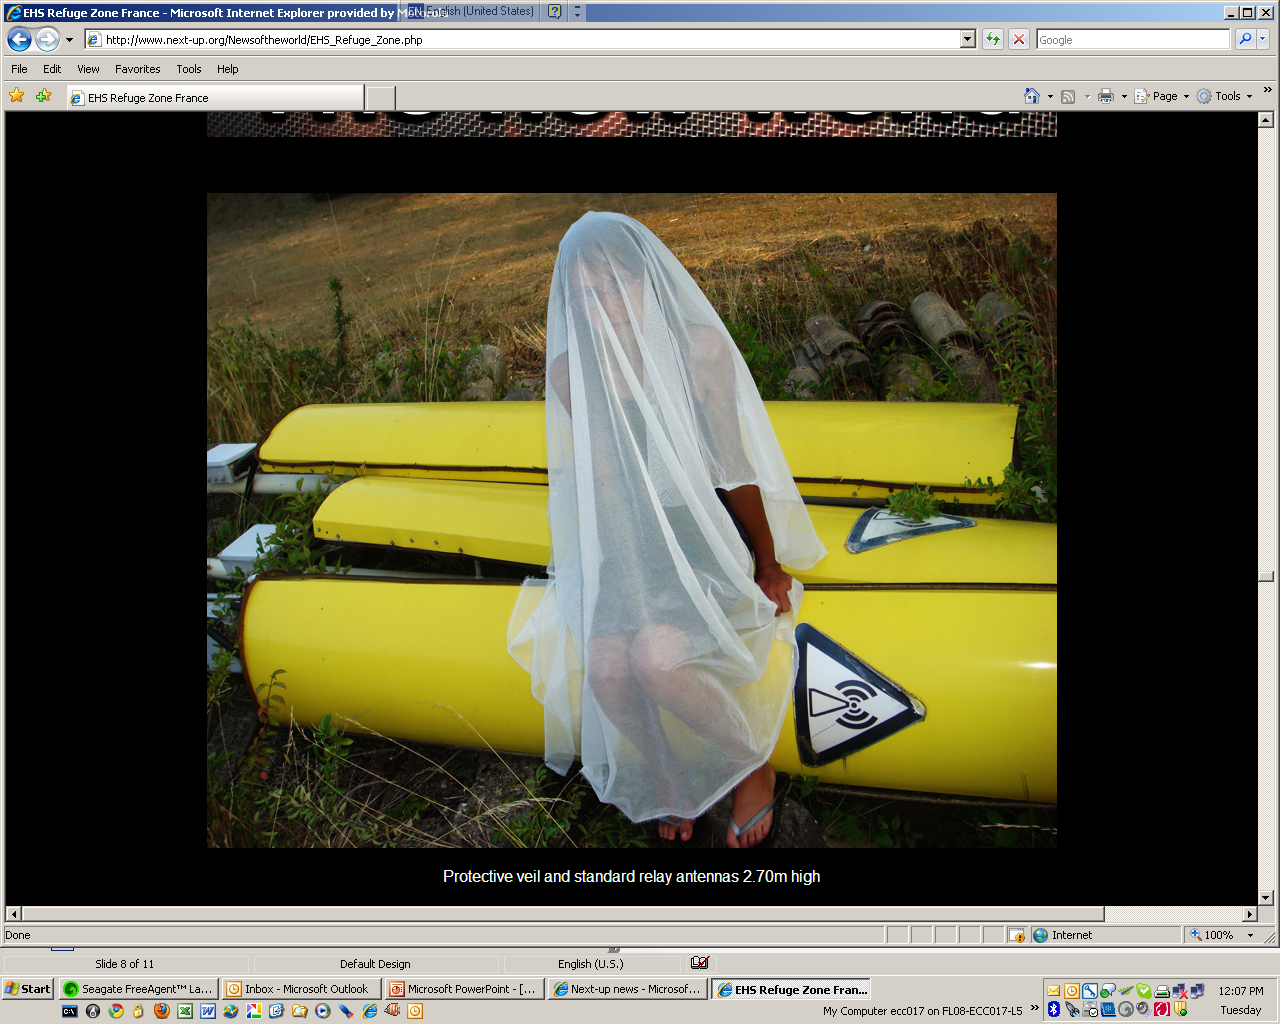 EHS Refuge Zone France - Microsoft Internet Explorer provided by
English (United States)
http://www.next-up.org/Newsoftheworld/EHS_Refuge_Zone.php
Google
File Edit View Favorites Tools Help
EHS Refuge Zone France
Page Tools
Protective veil and standard relay antennas 2.70m high
Done
Internet
100%
Slide 8 of 11
Default Design
English (U.S.)
Start
Seagate FreeAgent™ La...
Inbox - Microsoft Outlook
Microsoft PowerPoint - [...
Next-up news - Microsof...
EHS Refuge Zone Fran...
12:07 PM
My Computer ecc017 on FL08-ECC017-L5
Tuesday